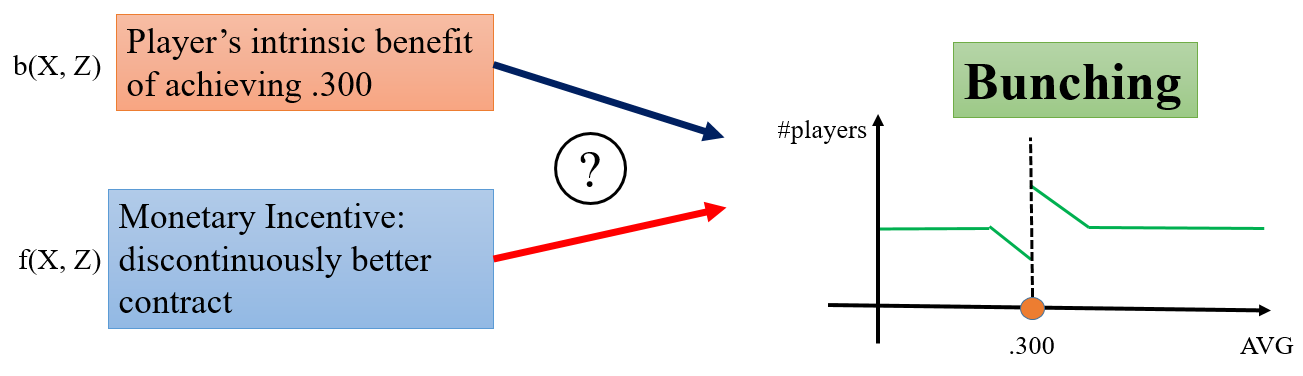 b(X, Z)
Player’s intrinsic benefit
of achieving .300
f(X, Z)
Monetary Incentive:
discontinuously better
contract
?
Bunching
#players
.300
AVG